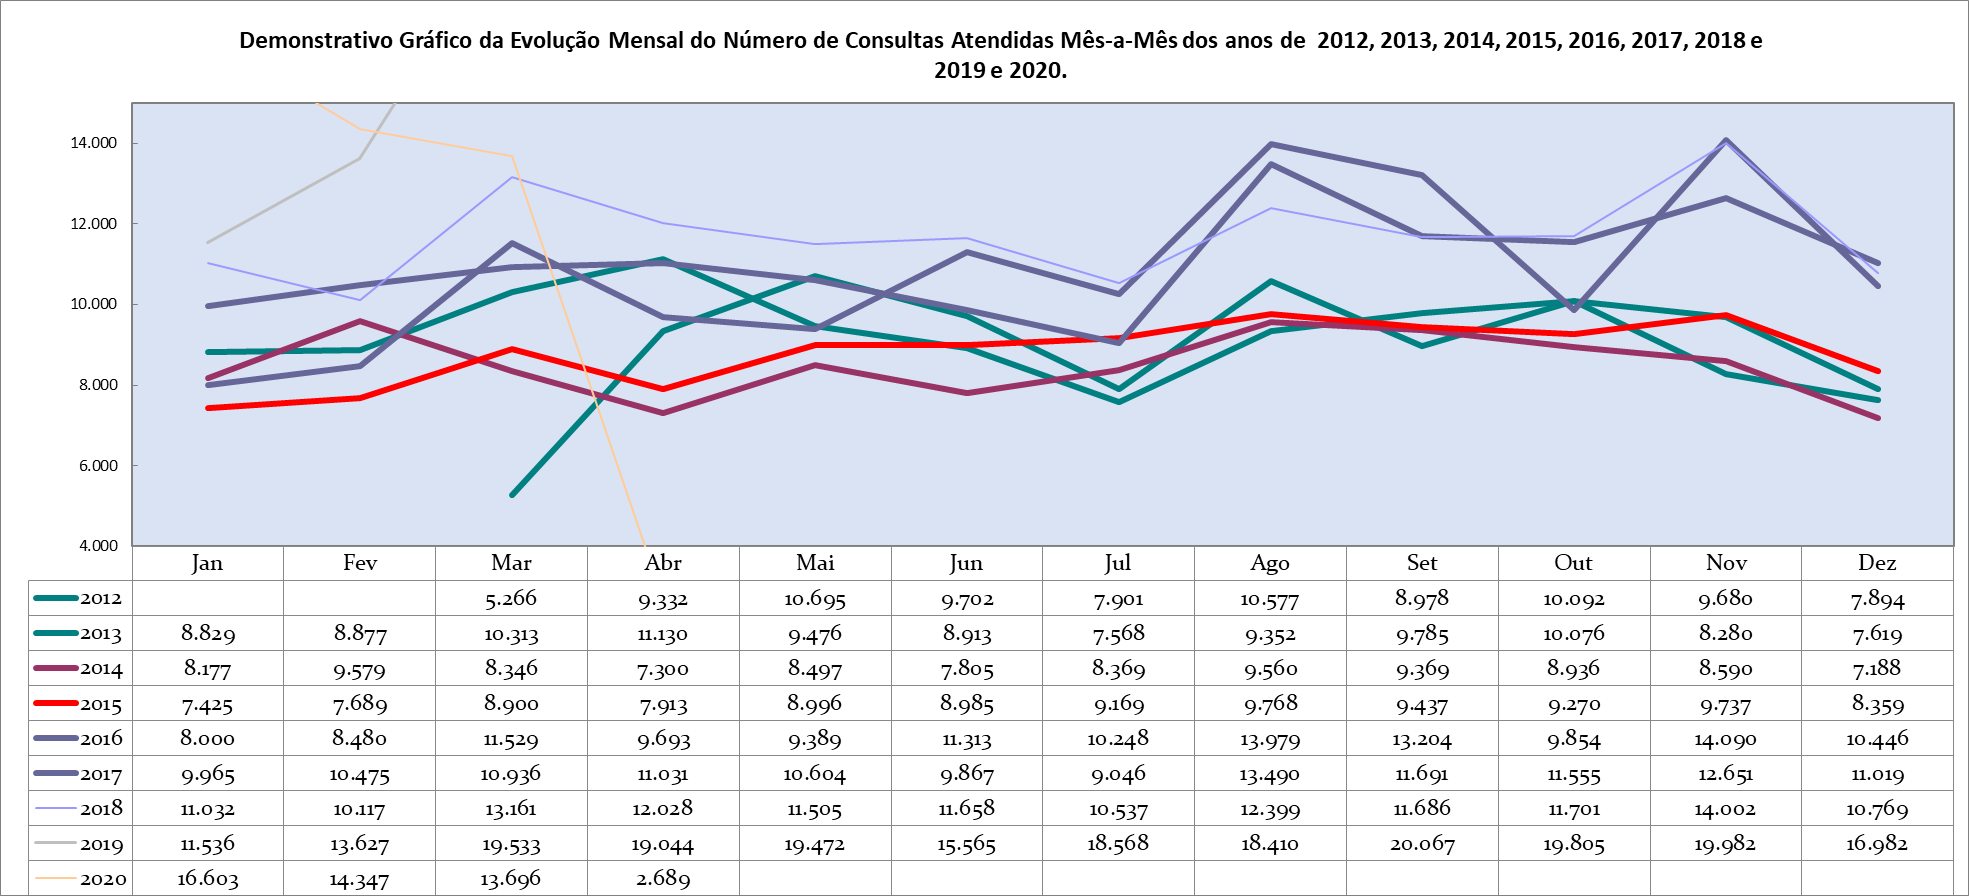 Demonstrativo Gráfico da Evolução Mensal do Número de Consultas Atendidas Mês-a-Mês dos anos de 2012, 2013, 2014, 2015, 2016, 2017, 2018 e
2019 e 2020.
14.000
12.000
10.000
8.000
6.000
4.000
Jan Fev Mar Abr Mai Jun Jul Ago Set Out Nov Dez
2012 5.266 9.332 10.695 9.702 7.901 10.577 8.978 10.092 9.680 7.894
2013 8.829 8.877 10.313 11.130 9.476 8.913 7.568 9.352 9.785 10.076 8.280 7.619
2014 8.177 9.579 8.346 7.300 8.497 7.805 8.369 9.560 9.369 8.936 8.590 7.188
2015 7.425 7.689 8.900 7.913 8.996 8.985 9.169 9.768 9.437 9.270 9.737 8.359
2016 8.000 8.480 11.529 9.693 9.389 11.313 10.248 13.979 13.204 9.854 14.090 10.446
2017 9.965 10.475 10.936 11.031 10.604 9.867 9.046 13.490 11.691 11.555 12.651 11.019
2018 11.032 10.117 13.161 12.028 11.505 11.658 10.537 12.399 11.686 11.701 14.002 10.769
2019 11.536 13.627 19.533 19.044 19.472 15.565 18.568 18.410 20.067 19.805 19.982 16.982
2020 16.603 14.347 13.696 2.689